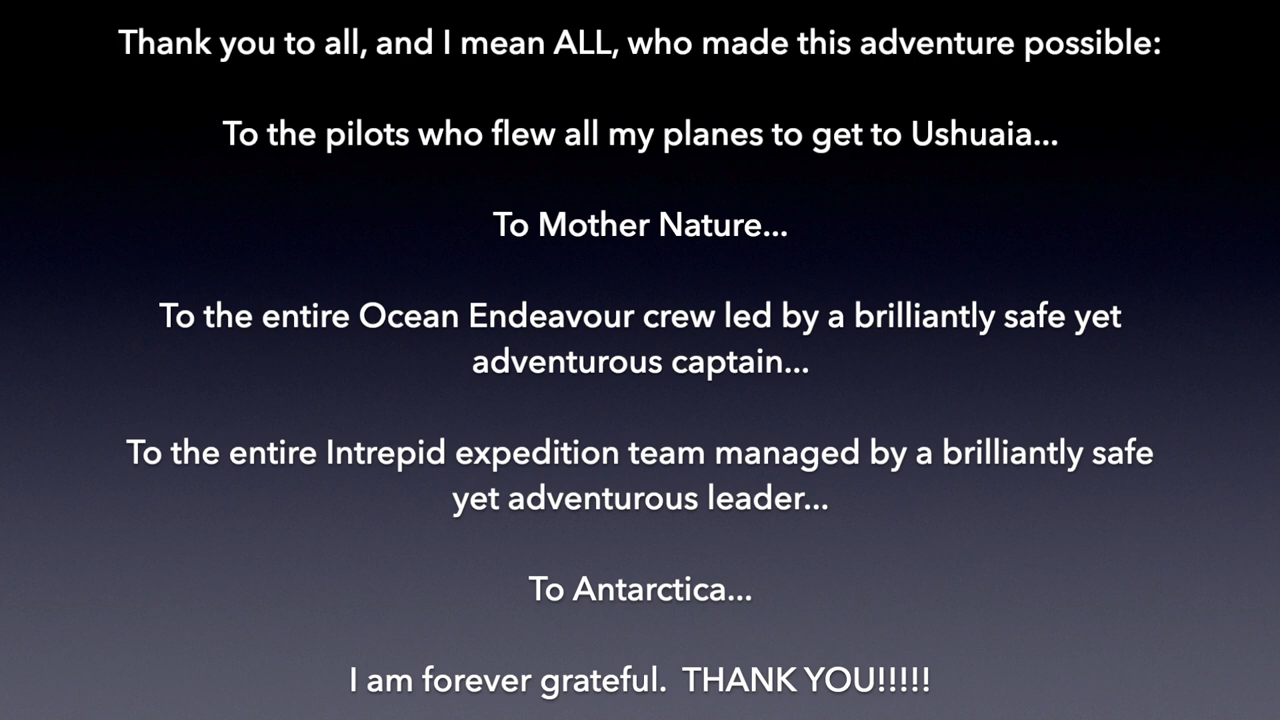 Thank you to all, and I mean ALL, who made this adventure possible:
To the pilots who flew all my planes to get to Ushuaia...
To Mother Nature...
To the entire Ocean Endeavour crew led by a brilliantly safe yet
adventurous captain...
To the entire Intrepid expedition team managed by a brilliantly safe
yet adventurous leader...
To Antarctica...
I am forever grateful.  THANK YOU!!!!!